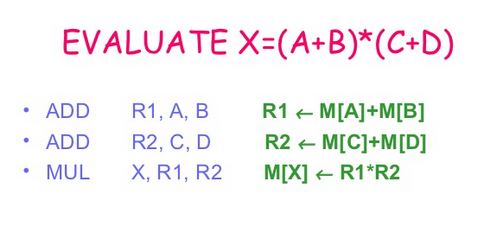 EVALUATE X=(A+B)*(C+D)
• ADD R1, A, B R1 ← M[A]+M[B]
• ADD R2, C, D R2 ← M[C]+M[D]
• MUL X, R1, R2 M[X] ← R1*R2